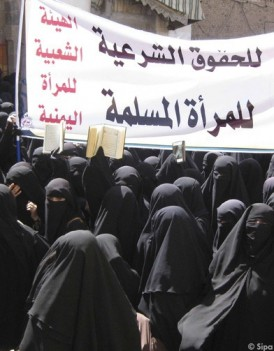 للحقوق الشرعية
للمرأة المسلمة
الهيئة
الشعبية
للمرأة
اليمنية
© Sipa